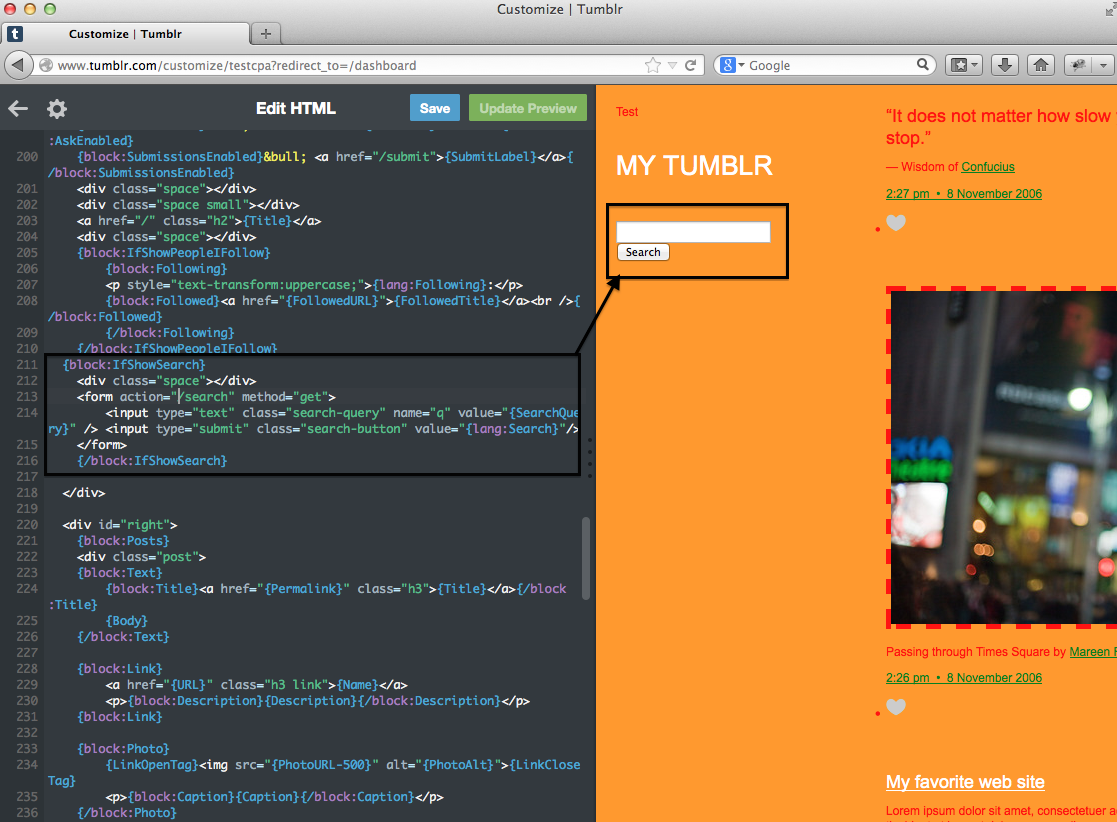 Customize | Tumblr
t Customize | Tumblr +
www.tumblr.com/customize/testcpa?redirect_to=/dashboard
8 Google
Edit HTML
Save
Update Preview
:AskEnabled}
200 {block:SubmissionsEnabled}&bull; <a href="/submit">{SubmitLabel}</a>{
/block:SubmissionsEnabled}
201 <div class="space"></div>
202 <div class="space small"></div>
203 <a href="/" class="h2">{Title}</a>
204 <div class="space"></div>
205 {block:IfShowPeopleIFollow}
206 {block:Following}
207 <p style="text-transform:uppercase;">{lang:Following}:</p>
208 {block:Followed}<a href="{FollowedURL}">{FollowedTitle}</a><br />{
/block:Followed}
209 {/block:Following}
210 {/block:IfShowPeopleIFollow}
211 {block:IfShowSearch}
212 <div class="space"></div>
213 <form action="/search" method="get">
214 <input type="text" class="search-query" name="q" value="{SearchQue
ry}" /> <input type="submit" class="search-button" value="{lang:Search}"/>
215 </form>
216 {/block:IfShowSearch}
217
218 </div>
219
220 <div id="right">
221 {block:Posts}
222 <div class="post">
223 {block:Text}
224 {block:Title}<a href="{Permalink}" class="h3">{Title}</a>{/block
:Title}
225 {Body}
226 {/block:Text}
227
228 {block:Link}
229 <a href="{URL}" class="h3 link">{Name}</a>
230 <p>{block:Description}{Description}{/block:Description}</p>
231 {block:Link}
232
233 {block:Photo}
234 {LinkOpenTag}<img src="{PhotoURL-500}" alt="{PhotoAlt}">{LinkClose
Tag}
235 <p>{block:Caption}{Caption}{/block:Caption}</p>
236 {/block:Photo}
Test
MY TUMBLR
Search
“It does not matter how slow
stop.”
— Wisdom of Confucius
2:27 pm • 8 November 2006
Passing through Times Square by Mareen
2:26 pm • 8 November 2006
My favorite web site
Lorem ipsum dolor sit amet, consectetuer